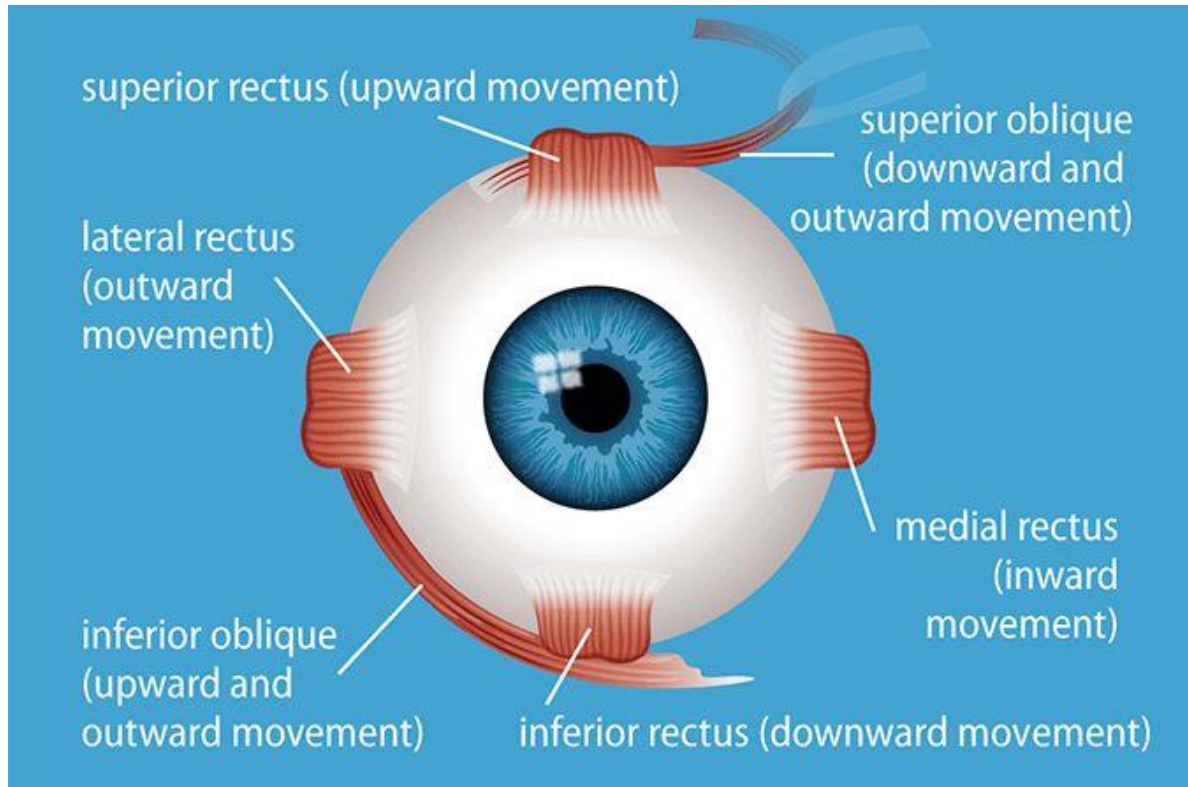 superior rectus (upward movement)
superior oblique
(downward and
outward movement)
lateral rectus
(outward
movement)
medial rectus
(inward
movement)
inferior oblique
(upward and
outward movement)
inferior rectus (downward movement)